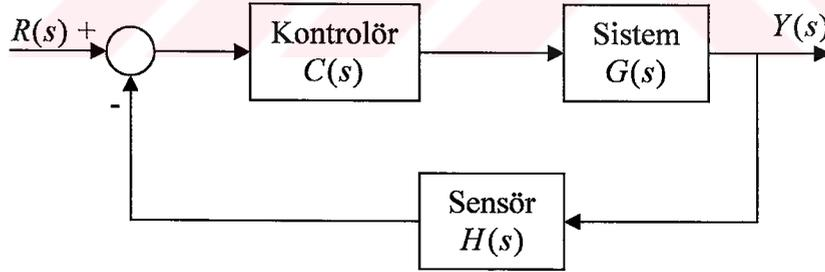 R(s) +
Kontrolör
C(s)
Sistem
G(s)
Y(s)
-
Sensör
H(s)